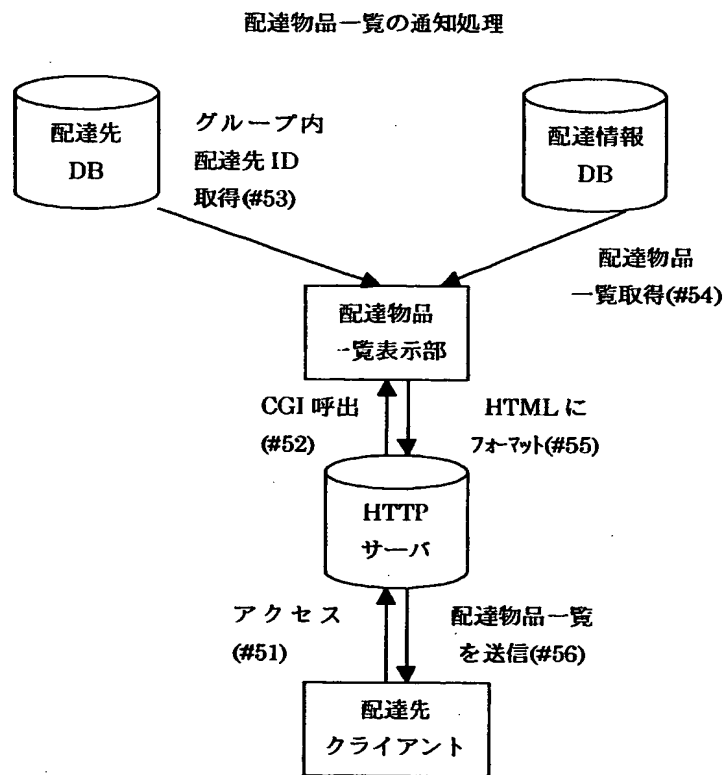 配達物品一覧の通知処理
配達先
DB
グループ内
配達先 ID
取得(#53)
配達情報
DB
配達物品
一覧取得(#54)
配達物品
一覧表示部
CGI 呼出
(#52)
HTML に
フォーマット(#55)
HTTP
サーバ
アクセス
(#51)
配達物品一覧
を送信(#56)
配達先
クライアント